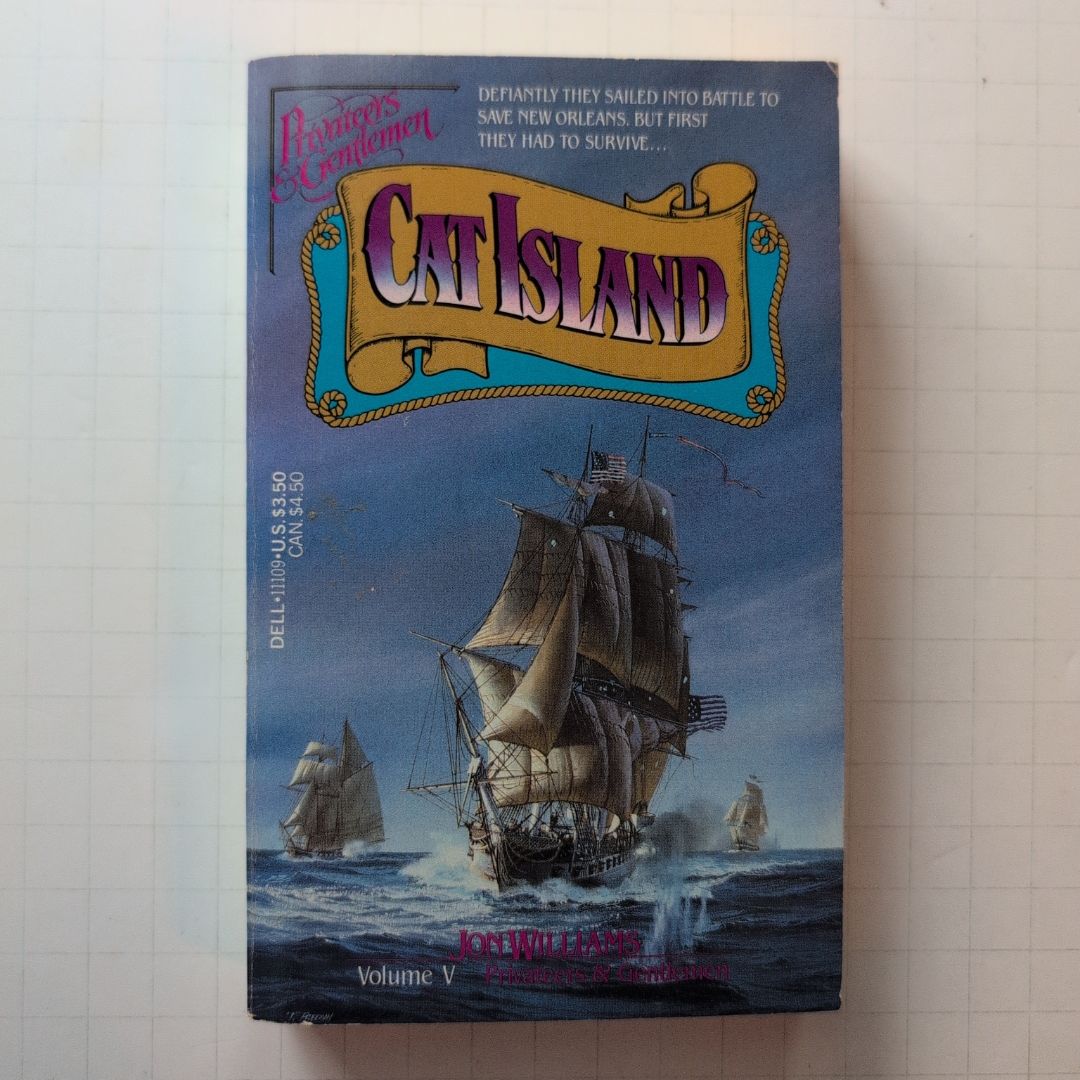 Privateers
& Gentlemen
DEFIANTLY THEY SAILED INTO BATTLE TO
SAVE NEW ORLEANS. BUT FIRST
THEY HAD TO SURVIVE...
CAT ISLAND
DELL • 11109 • U.S. $3.50
CAN. $4.50
JON WILLIAMS
Volume V Privateers & Gentlemen